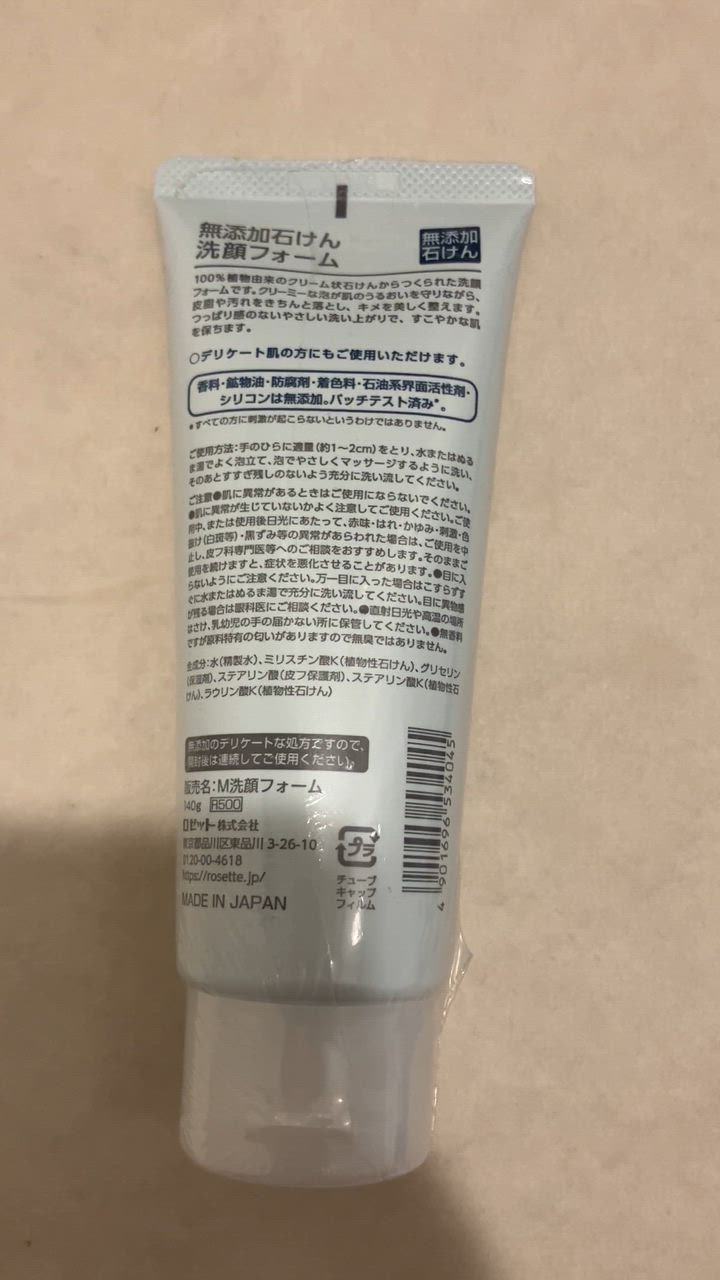 無添加石けん
洗顔フォーム
無添加
石けん
100%植物由来のクリーム状石けんからつくられた洗顔
フォームです。クリーミーな泡が肌のうるおいを守りながら、
皮脂や汚れをきちんと落とし、キメを美しく整えます。
つっぱり感のないやさしい洗い上がりで、すこやかな肌
を保ちます。
○デリケート肌の方にもご使用いただけます。
香料・鉱物油・防腐剤・着色料・石油系界面活性剤・
シリコンは無添加。パッチテスト済み*。
*すべての方に刺激が起こらないというわけではありません。
ご使用方法:手のひらに適量(約1〜2cm)をとり、水またはぬる
ま湯でよく泡立て、泡でやさしくマッサージするように洗い、
そのあとすすぎ残しのないよう充分に洗い流してください。
ご注意●肌に異常があるときはご使用にならないでください。
●肌に異常が生じていないかよく注意してご使用ください。ご使
用中、または使用後日光にあたって、赤味・はれ・かゆみ・刺激・色
抜け(白斑等)・黒ずみ等の異常があらわれた場合は、ご使用を中
止し、皮フ科専門医等へのご相談をおすすめします。そのままご
使用を続けますと、症状を悪化させることがあります。●目に入
らないようにご注意ください。万一目に入った場合はこすらずす
ぐに水またはぬるま湯で充分に洗い流してください。目に異物感
が残る場合は眼科医にご相談ください。●直射日光や高温の場所
はさけ、乳幼児の手の届かない所に保管してください。●無香料
ですが原料特有の匂いがありますので無臭ではありません。
全成分:水(精製水)、ミリスチン酸K(植物性石けん)、グリセリン
(保湿剤)、ステアリン酸(皮フ保護剤)、ステアリン酸K(植物性石
けん)、ラウリン酸K(植物性石けん)
無添加のデリケートな処方ですので、
開封後は連続してご使用ください。
販売名:M洗顔フォーム
140g R500
ロゼット株式会社
東京都品川区東品川 3-26-10
0120-00-4618
https://rosette.jp/
MADE IN JAPAN
プラ
チューブ
キャップ
フィルム
4 901696 534045